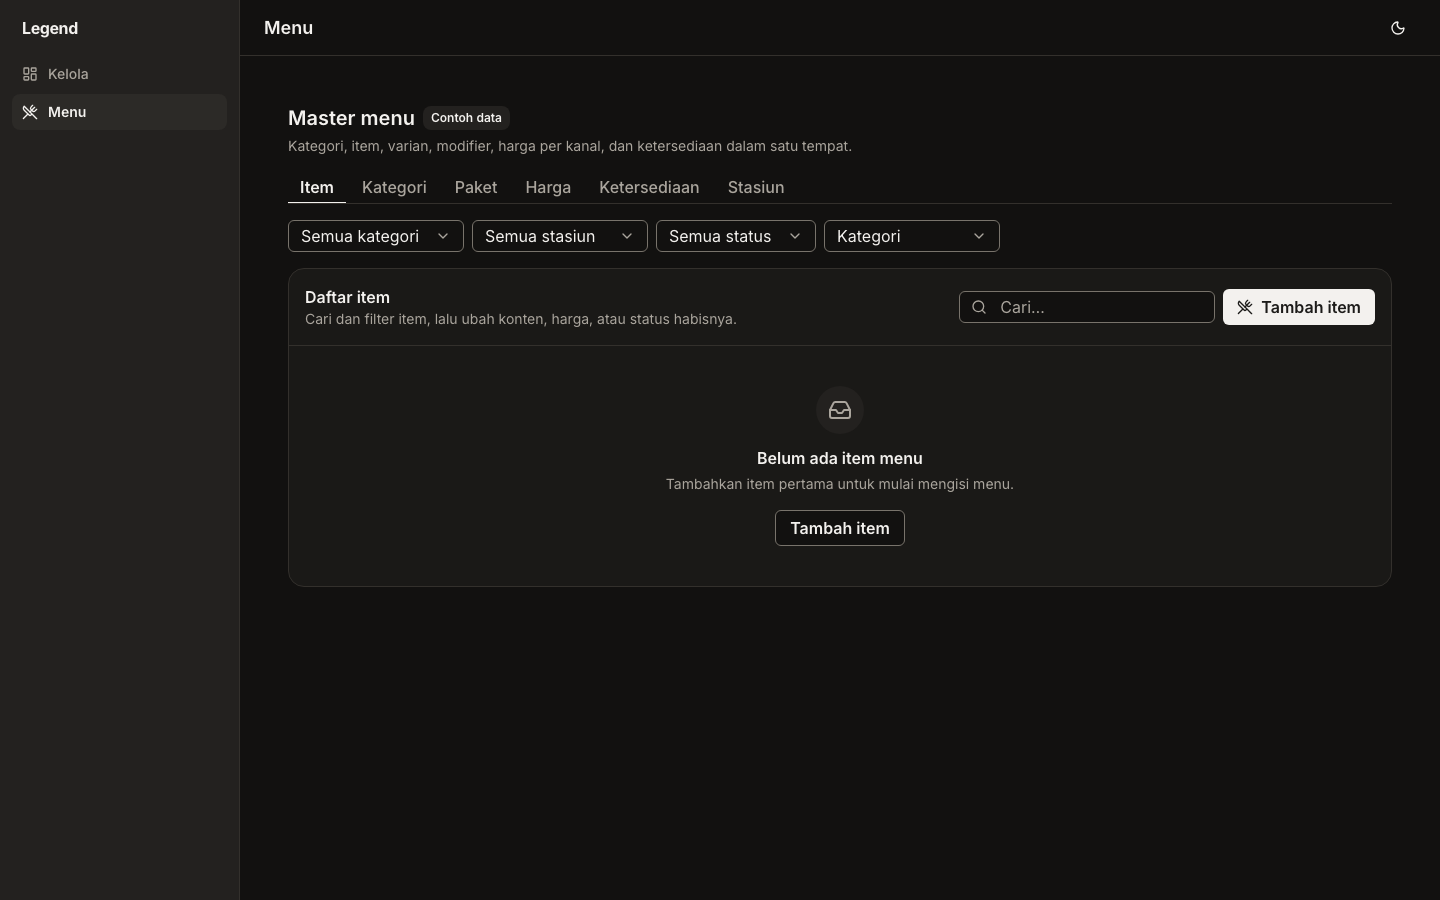 Legend
Menu
Kelola
Menu
Master menu
Contoh data
Kategori, item, varian, modifier, harga per kanal, dan ketersediaan dalam satu tempat.
Item
Kategori
Paket
Harga
Ketersediaan
Stasiun
Semua kategori
Semua stasiun
Semua status
Kategori
Daftar item
Cari dan filter item, lalu ubah konten, harga, atau status habisnya.
Cari...
Tambah item
Belum ada item menu
Tambahkan item pertama untuk mulai mengisi menu.
Tambah item